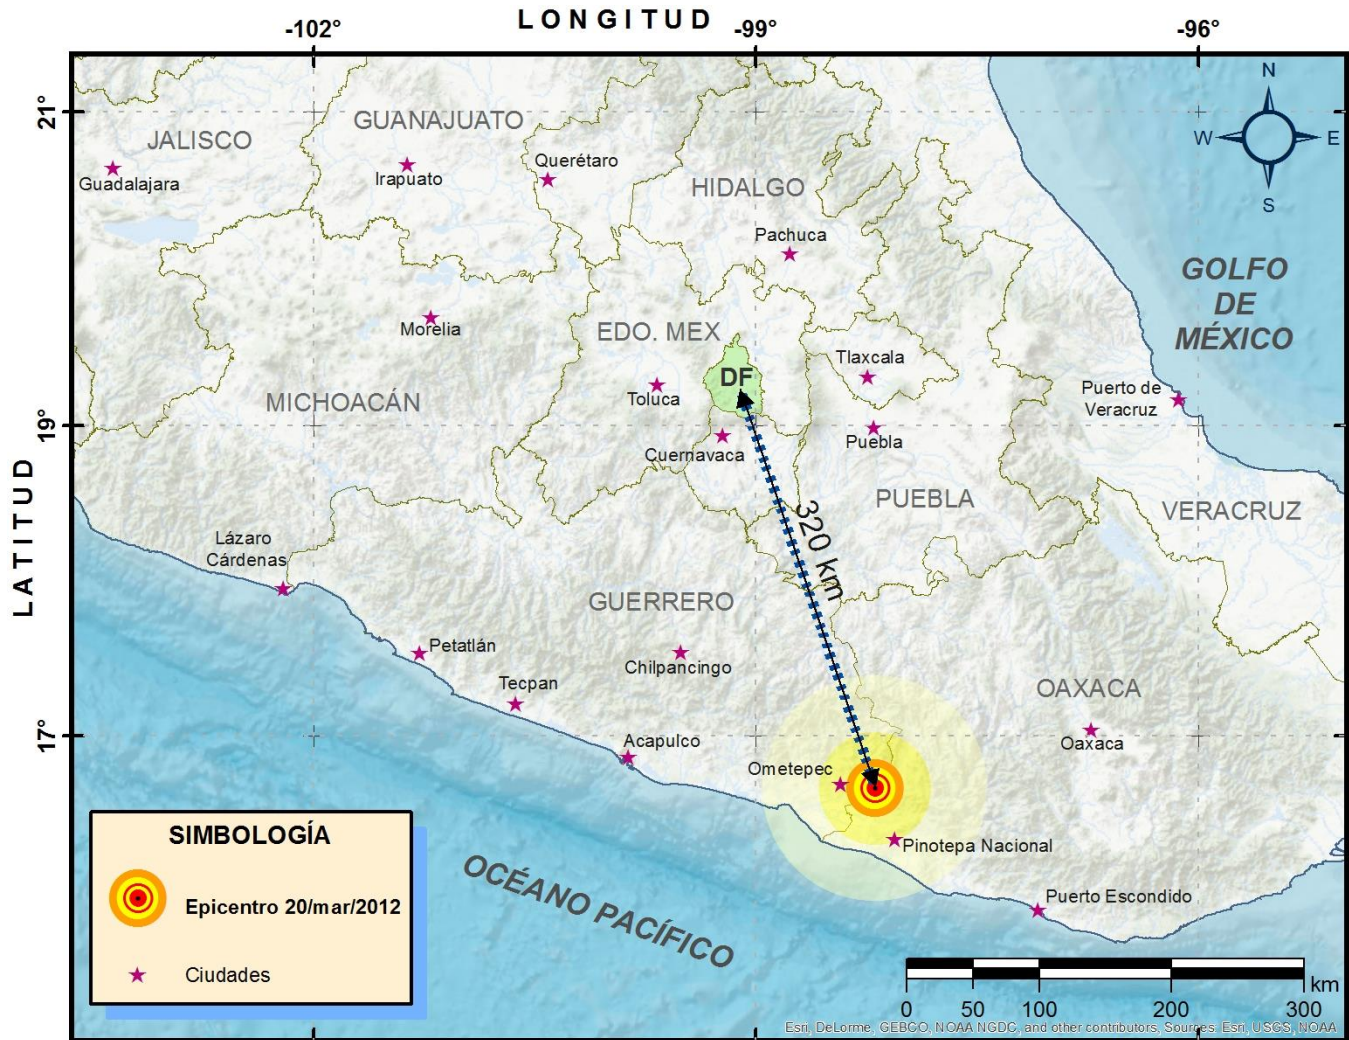 LONGITUD
-102°
-99°
-96°
21°
19°
17°
LATITUD
N
W
E
S
JALISCO
GUANAJUATO
Guadalajara
Irapuato
Querétaro
HIDALGO
Pachuca
GOLFO
DE
MÉXICO
Morelia
EDO. MEX
DF
Tlaxcala
Toluca
MICHOACÁN
Puerto de
Veracruz
Cuernavaca
Puebla
PUEBLA
VERACRUZ
320 km
Lázaro
Cárdenas
GUERRERO
Petatlán
Chilpancingo
Tecpan
OAXACA
Oaxaca
Acapulco
Ometepec
Pinotepa Nacional
Puerto Escondido
OCÉANO PACÍFICO
SIMBOLOGÍA
Epicentro 20/mar/2012
Ciudades
km
0 50 100 200 300
Esri, DeLorme, GEBCO, NOAA NGDC, and other contributors, Sources: Esri, USGS, NOAA